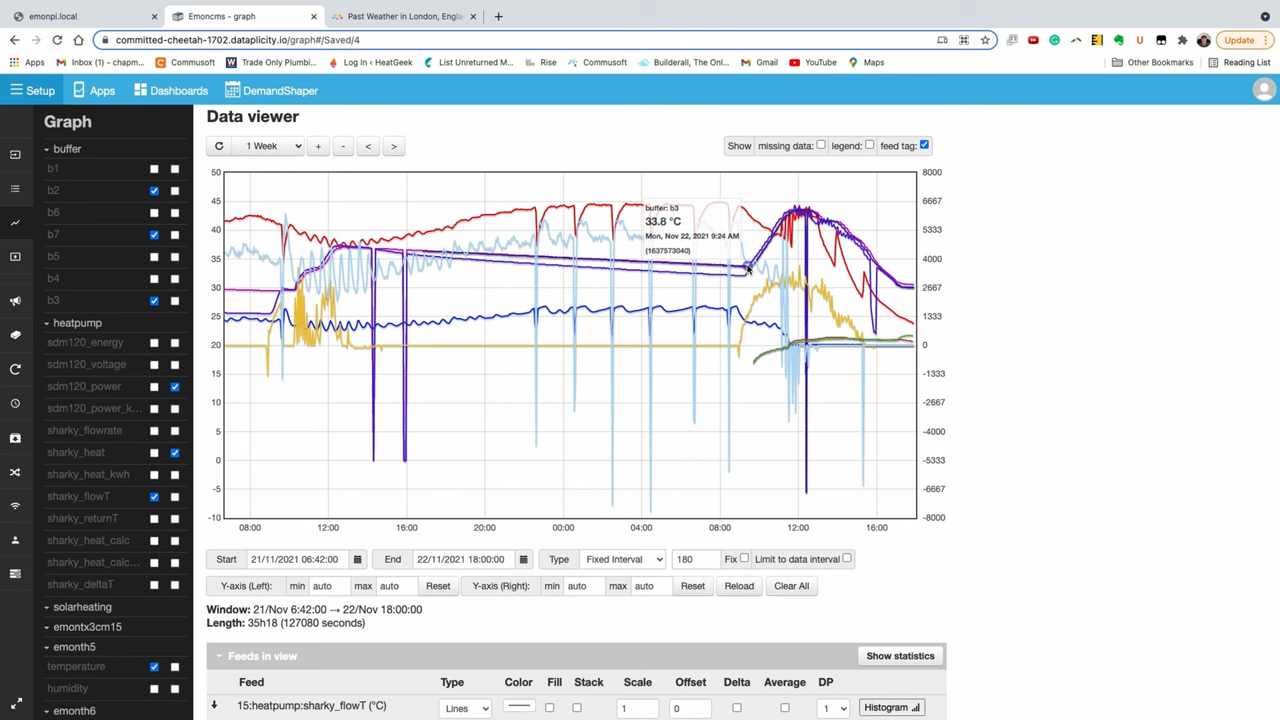 emonpi.local
Emoncms - graph
Past Weather in London, Engla
committed-cheetah-1702.dataplicity.io/graph#/Saved/4
Update
Apps
Inbox (1) - chapm...
Commusoft
Trade Only Plumbi...
Log In ‹ HeatGeek
List Unreturned M...
Rise
Commusoft
Builderall, The Onl...
Gmail
YouTube
Maps
Other Bookmarks
Reading List
Setup
Apps
Dashboards
DemandShaper
Graph
buffer
b1
b2
b6
b7
b5
b4
b3
heatpump
sdm120_energy
sdm120_voltage
sdm120_power
sdm120_power_k...
sharky_flowrate
sharky_heat
sharky_heat_kwh
sharky_flowT
sharky_returnT
sharky_heat_calc
sharky_heat_calc...
sharky_deltaT
solarheating
emontx3cm15
emonth5
temperature
humidity
emonth6
Data viewer
1 Week
+
-
<
>
Show
missing data:
legend:
feed tag:
50
45
40
35
30
25
20
15
10
5
0
-5
-10
8000
6667
5333
4000
2667
1333
0
-1333
-2667
-4000
-5333
-6667
-8000
buffer: b3
33.8 °C
Mon, Nov 22, 2021 9:24 AM
(1637573040)
08:00
12:00
16:00
20:00
00:00
04:00
08:00
12:00
16:00
Start 21/11/2021 06:42:00
End 22/11/2021 18:00:00
Type Fixed Interval
180 Fix
Limit to data interval
Y-axis (Left): min auto max auto Reset
Y-axis (Right): min auto max auto Reset
Reload
Clear All
Window: 21/Nov 6:42:00 → 22/Nov 18:00:00
Length: 35h18 (127080 seconds)
Feeds in view
Show statistics
Feed Type Color Fill Stack Scale Offset Delta Average DP
15:heatpump:sharky_flowT (°C) Lines 1 0 1 Histogram